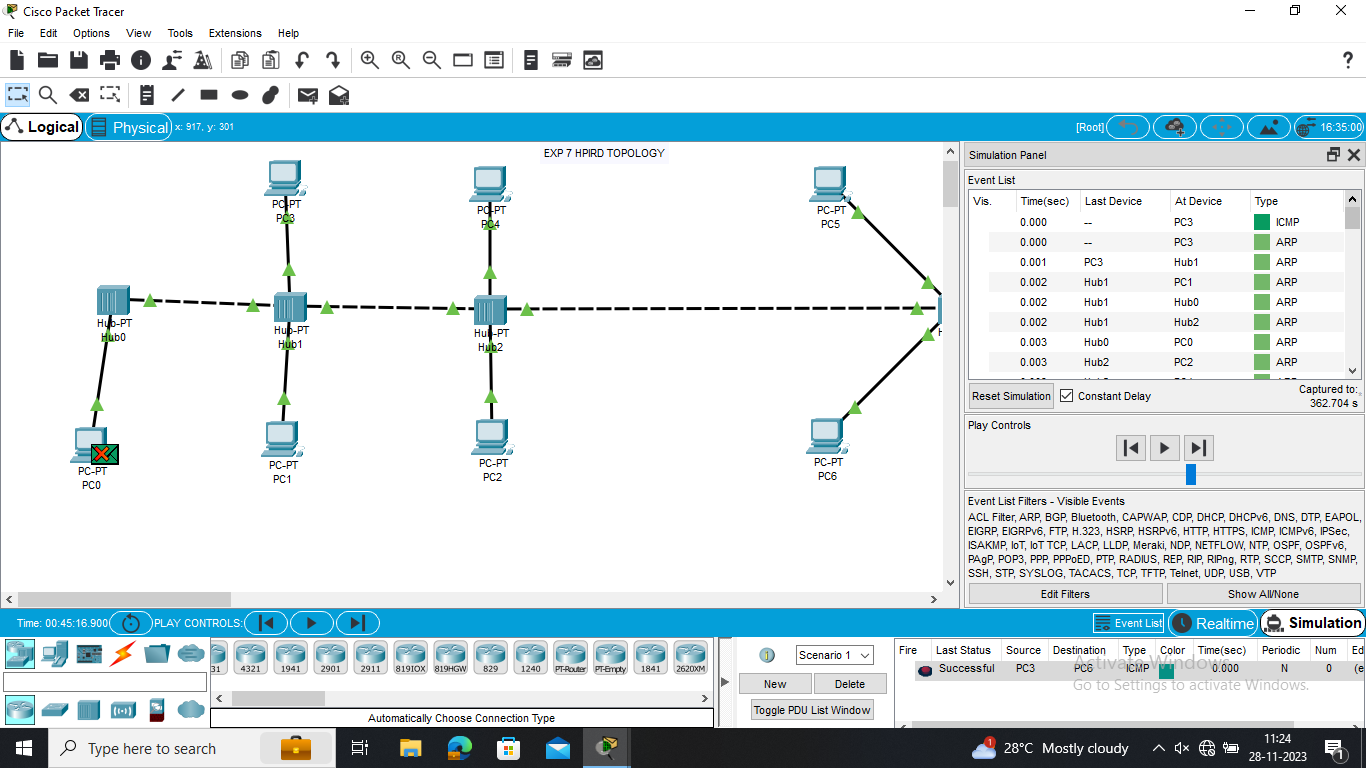 Cisco Packet Tracer
File Edit Options View Tools Extensions Help
Logical Physical x: 917, y: 301 [Root] 16:35:00
EXP 7 HPIRD TOPOLOGY
PC-PT
PC3
PC-PT
PC4
PC-PT
PC5
Hub-PT
Hub0
Hub-PT
Hub1
Hub-PT
Hub2
H
PC-PT
PC0
PC-PT
PC1
PC-PT
PC2
PC-PT
PC6
Simulation Panel
Event List
Vis. Time(sec) Last Device At Device Type
0.000 -- PC3 ICMP
0.000 -- PC3 ARP
0.001 PC3 Hub1 ARP
0.002 Hub1 PC1 ARP
0.002 Hub1 Hub0 ARP
0.002 Hub1 Hub2 ARP
0.003 Hub0 PC0 ARP
0.003 Hub2 PC2 ARP
Reset Simulation Constant Delay Captured to:
362.704 s
Play Controls
Event List Filters - Visible Events
ACL Filter, ARP, BGP, Bluetooth, CAPWAP, CDP, DHCP, DHCPv6, DNS, DTP, EAPOL,
EIGRP, EIGRPv6, FTP, H.323, HSRP, HSRPv6, HTTP, HTTPS, ICMP, ICMPv6, IPSec,
ISAKMP, IoT, IoT TCP, LACP, LLDP, Meraki, NDP, NETFLOW, NTP, OSPF, OSPFv6,
PAgP, POP3, PPP, PPPoED, PTP, RADIUS, REP, RIP, RIPng, RTP, SCCP, SMTP, SNMP,
SSH, STP, SYSLOG, TACACS, TCP, TFTP, Telnet, UDP, USB, VTP
Edit Filters Show All/None
Time: 00:45:16.900 PLAY CONTROLS: Event List Realtime Simulation
31 4321 1941 2901 2911 819IOX 819HGW 829 1240 PT-Router PT-Empty 1841 2620XM
Automatically Choose Connection Type
Scenario 1
New Delete
Toggle PDU List Window
Fire Last Status Source Destination Type Color Time(sec) Periodic Num Ed
Successful PC3 PC6 ICMP 0.000 N 0 (e
Activate Windows
Go to Settings to activate Windows.
Type here to search
1 28°C Mostly cloudy
11:24
28-11-2023
1